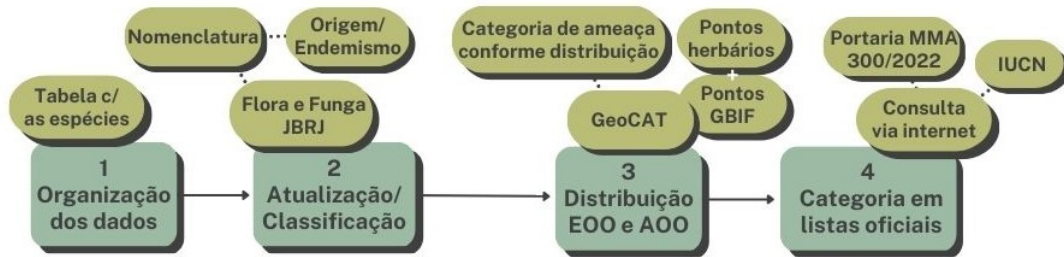 Nomenclatura
Origem/
Endemismo
Categoria de ameaça
conforme distribuição
Pontos
herbários
+
Pontos
GBIF
Portaria MMA
300/2022
IUCN
Tabela c/
as espécies
Flora e Funga
JBRJ
GeoCAT
Consulta
via internet
1
Organização
dos dados
2
Atualização/
Classificação
3
Distribuição
EOO e AOO
4
Categoria em
listas oficiais